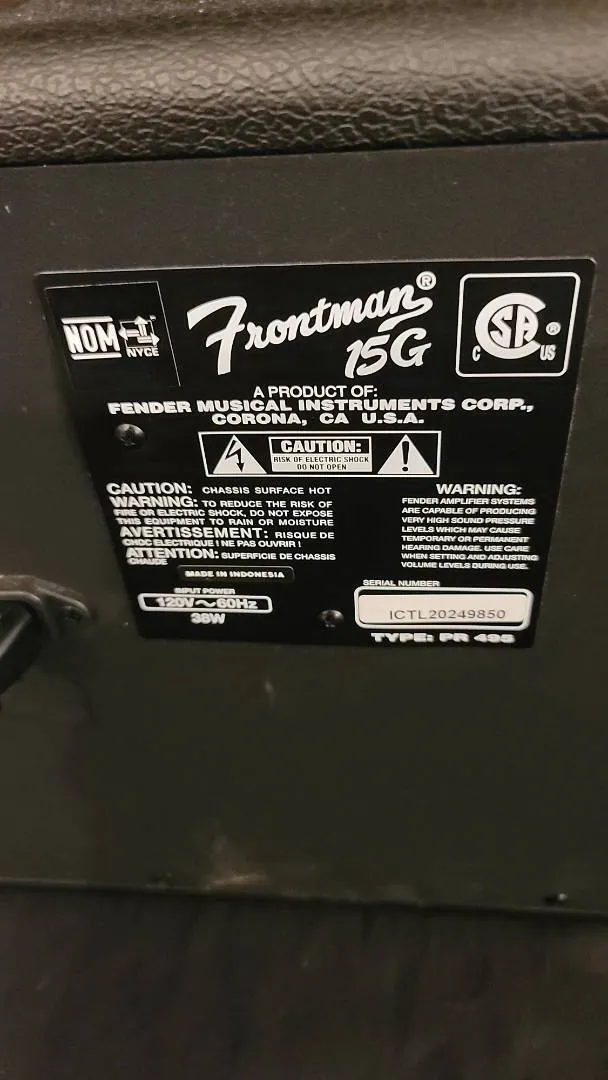 NOM
NYCE
Frontman®
15G
CSA®
C US
A PRODUCT OF:
FENDER MUSICAL INSTRUMENTS CORP.,
CORONA, CA U.S.A.
CAUTION:
RISK OF ELECTRIC SHOCK
DO NOT OPEN
CAUTION: CHASSIS SURFACE HOT
WARNING: TO REDUCE THE RISK OF
FIRE OR ELECTRIC SHOCK, DO NOT EXPOSE
THIS EQUIPMENT TO RAIN OR MOISTURE
AVERTISSEMENT: RISQUE DE
CHOC ELECTRIQUE ! NE PAS OUVRIR !
ATTENTION: SUPERFICIE DE CHASSIS
CHAUDE
MADE IN INDONESIA
INPUT POWER
120V~60Hz
38W
WARNING:
FENDER AMPLIFIER SYSTEMS
ARE CAPABLE OF PRODUCING
VERY HIGH SOUND PRESSURE
LEVELS WHICH MAY CAUSE
TEMPORARY OR PERMANENT
HEARING DAMAGE. USE CARE
WHEN SETTING AND ADJUSTING
VOLUME LEVELS DURING USE.
SERIAL NUMBER
ICTL20249850
TYPE: PR 495